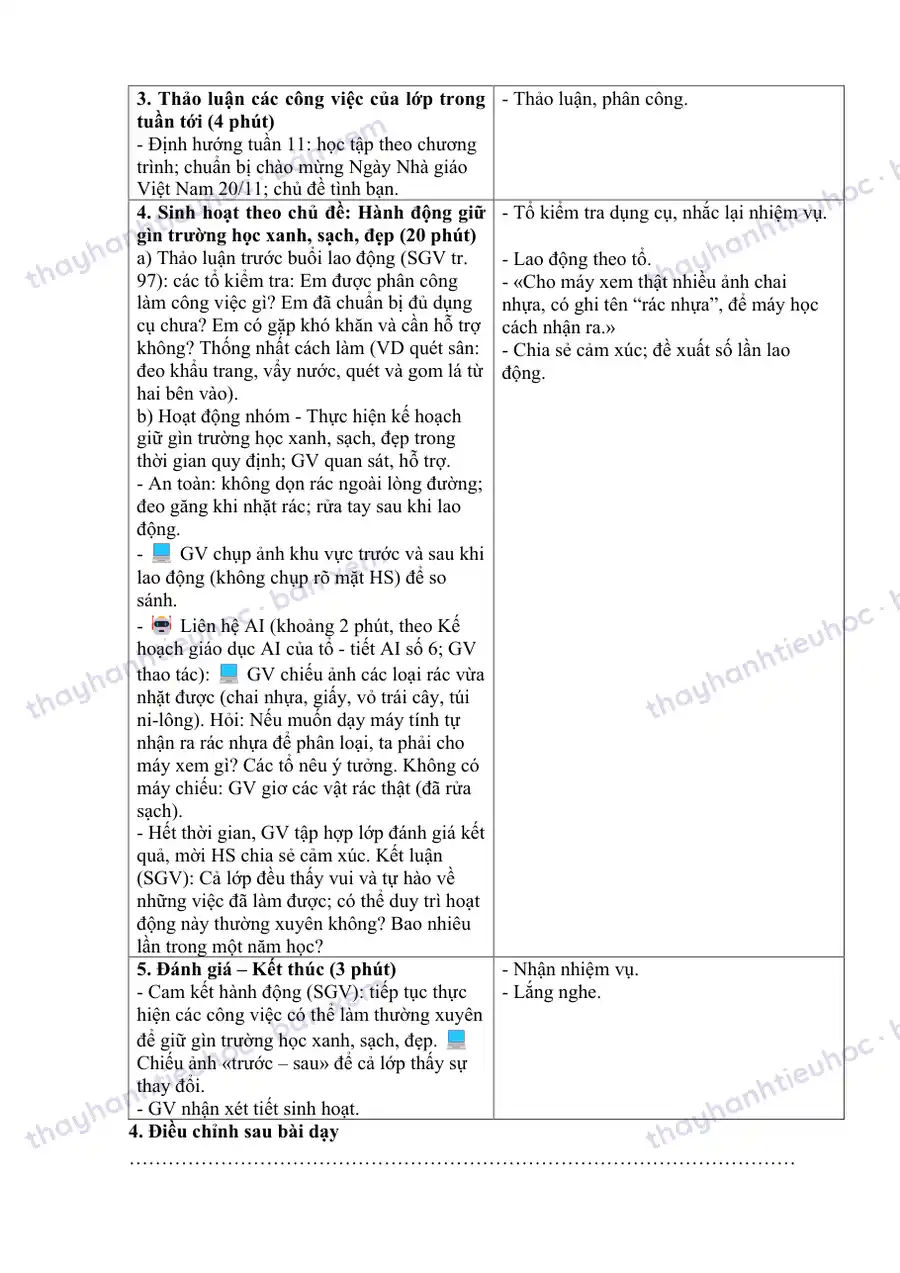 3. Thảo luận các công việc của lớp trong
tuần tới (4 phút)
- Định hướng tuần 11: học tập theo chương
trình; chuẩn bị chào mừng Ngày Nhà giáo
Việt Nam 20/11; chủ đề tình bạn.
- Thảo luận, phân công.
4. Sinh hoạt theo chủ đề: Hành động giữ
gìn trường học xanh, sạch, đẹp (20 phút)
a) Thảo luận trước buổi lao động (SGV tr.
97): các tổ kiểm tra: Em được phân công
làm công việc gì? Em đã chuẩn bị đủ dụng
cụ chưa? Em có gặp khó khăn và cần hỗ trợ
không? Thống nhất cách làm (VD quét sân:
đeo khẩu trang, vẩy nước, quét và gom lá từ
hai bên vào).
b) Hoạt động nhóm - Thực hiện kế hoạch
giữ gìn trường học xanh, sạch, đẹp trong
thời gian quy định; GV quan sát, hỗ trợ.
- An toàn: không dọn rác ngoài lòng đường;
đeo găng khi nhặt rác; rửa tay sau khi lao
động.
- GV chụp ảnh khu vực trước và sau khi
lao động (không chụp rõ mặt HS) để so
sánh.
- Liên hệ AI (khoảng 2 phút, theo Kế
hoạch giáo dục AI của tổ - tiết AI số 6; GV
thao tác): GV chiếu ảnh các loại rác vừa
nhặt được (chai nhựa, giấy, vỏ trái cây, túi
ni-lông). Hỏi: Nếu muốn dạy máy tính tự
nhận ra rác nhựa để phân loại, ta phải cho
máy xem gì? Các tổ nêu ý tưởng. Không có
máy chiếu: GV giơ các vật rác thật (đã rửa
sạch).
- Hết thời gian, GV tập hợp lớp đánh giá kết
quả, mời HS chia sẻ cảm xúc. Kết luận
(SGV): Cả lớp đều thấy vui và tự hào về
những việc đã làm được; có thể duy trì hoạt
động này thường xuyên không? Bao nhiêu
lần trong một năm học?
- Tổ kiểm tra dụng cụ, nhắc lại nhiệm vụ.
- Lao động theo tổ.
- «Cho máy xem thật nhiều ảnh chai
nhựa, có ghi tên “rác nhựa”, để máy học
cách nhận ra.»
- Chia sẻ cảm xúc; đề xuất số lần lao
động.
5. Đánh giá – Kết thúc (3 phút)
- Cam kết hành động (SGV): tiếp tục thực
hiện các công việc có thể làm thường xuyên
để giữ gìn trường học xanh, sạch, đẹp.
Chiếu ảnh «trước – sau» để cả lớp thấy sự
thay đổi.
- GV nhận xét tiết sinh hoạt.
- Nhận nhiệm vụ.
- Lắng nghe.
4. Điều chỉnh sau bài dạy
……………………………………………………………………………………………
thayhanhtieuhoc · bản xem
thayhanhtieuhoc · b
thayhanhtieuhoc · bản xem
thayhanhtieuhoc · b
thayhanhtieuhoc · bản xem
thayhanhtieuhoc · b